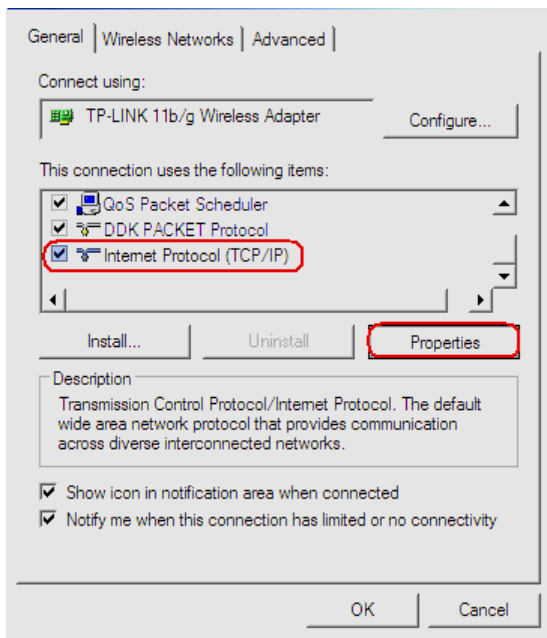 General Wireless Networks Advanced
Connect using:
TP-LINK 11b/g Wireless Adapter Configure...
This connection uses the following items:
QoS Packet Scheduler
DDK PACKET Protocol
Internet Protocol (TCP/IP)
Install... Uninstall Properties
Description
Transmission Control Protocol/Internet Protocol. The default
wide area network protocol that provides communication
across diverse interconnected networks.
Show icon in notification area when connected
Notify me when this connection has limited or no connectivity
OK Cancel